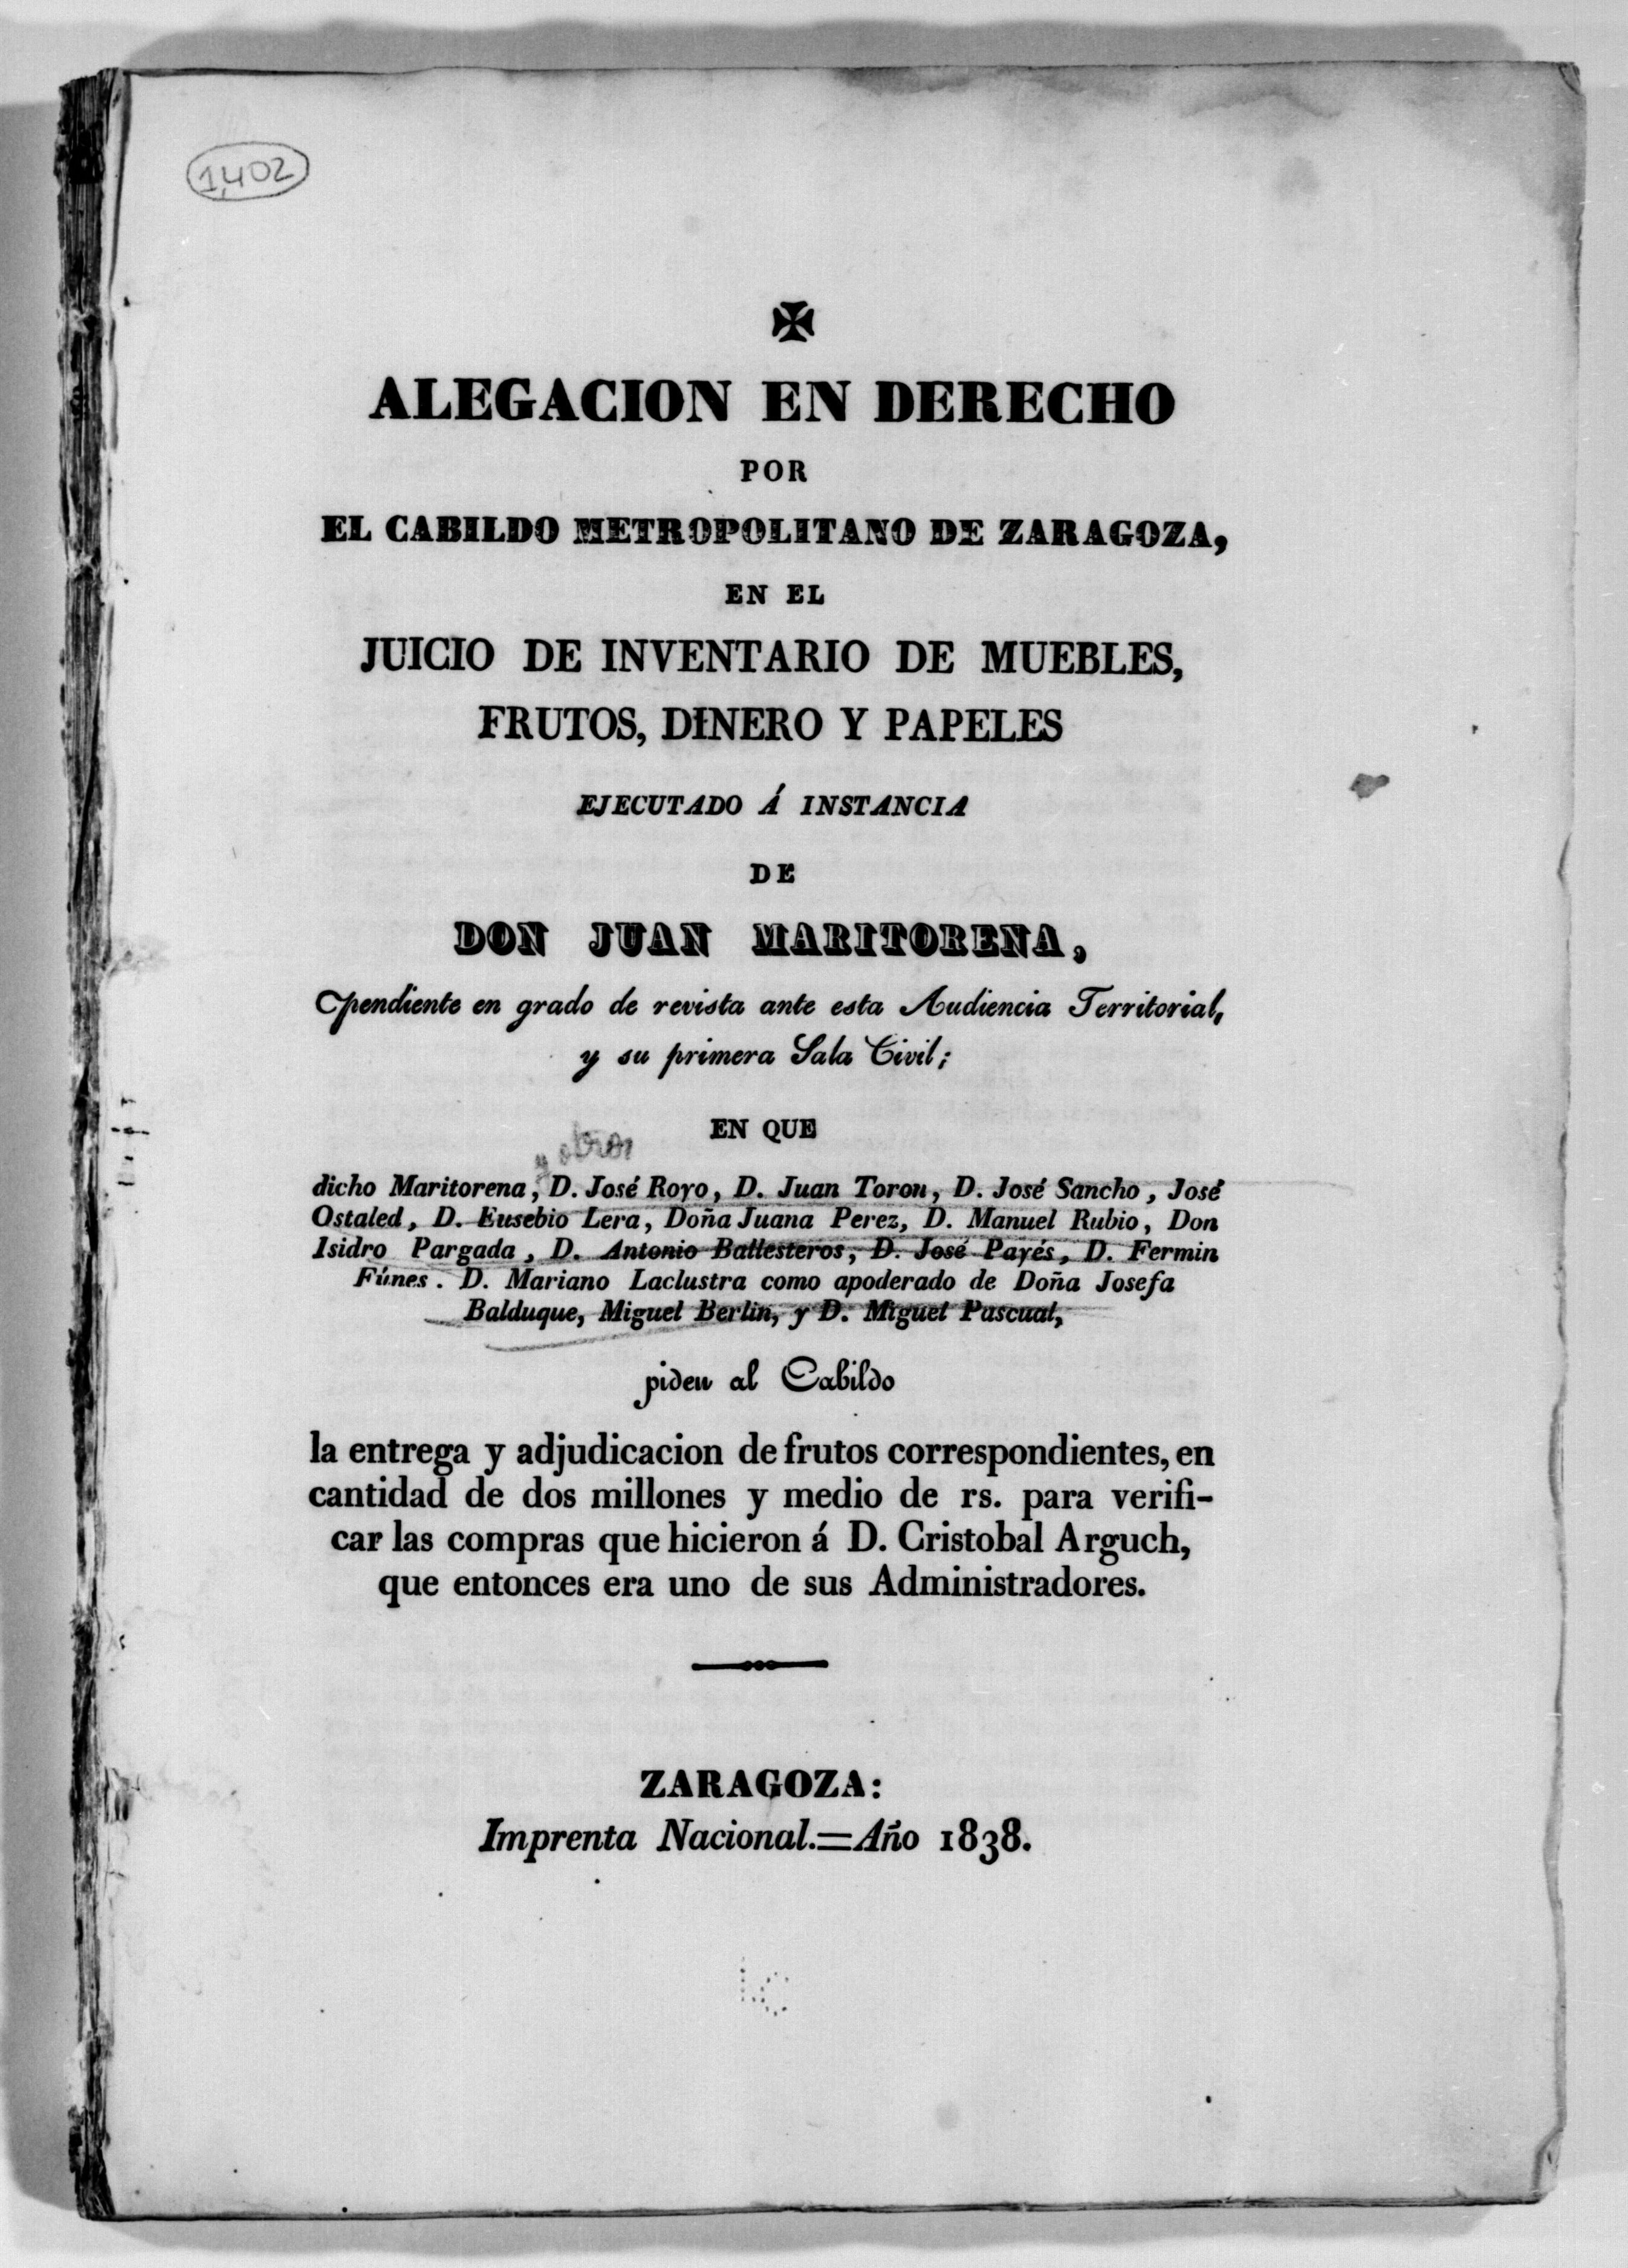 1,402
✠
ALEGACION EN DERECHO
POR
EL CABILDO METROPOLITANO DE ZARAGOZA,
EN EL
JUICIO DE INVENTARIO DE MUEBLES,
FRUTOS, DINERO Y PAPELES
EJECUTADO Á INSTANCIA
DE
DON JUAN MARITORENA,
pendiente en grado de revista ante esta Audiencia Territorial,
y su primera Sala Civil;
EN QUE
y otros
dicho Maritorena, D. José Royo, D. Juan Toron, D. José Sancho, José
Ostaled, D. Eusebio Lera, Doña Juana Perez, D. Manuel Rubio, Don
Isidro Pargada, D. Antonio Ballesteros, D. José Payés, D. Fermin
Fúnes. D. Mariano Laclustra como apoderado de Doña Josefa
Balduque, Miguel Berlin, y D. Miguel Pascual,
piden al Cabildo
la entrega y adjudicacion de frutos correspondientes, en
cantidad de dos millones y medio de rs. para verifi-
car las compras que hicieron á D. Cristobal Arguch,
que entonces era uno de sus Administradores.
ZARAGOZA:
Imprenta Nacional.=Año 1838.
LC